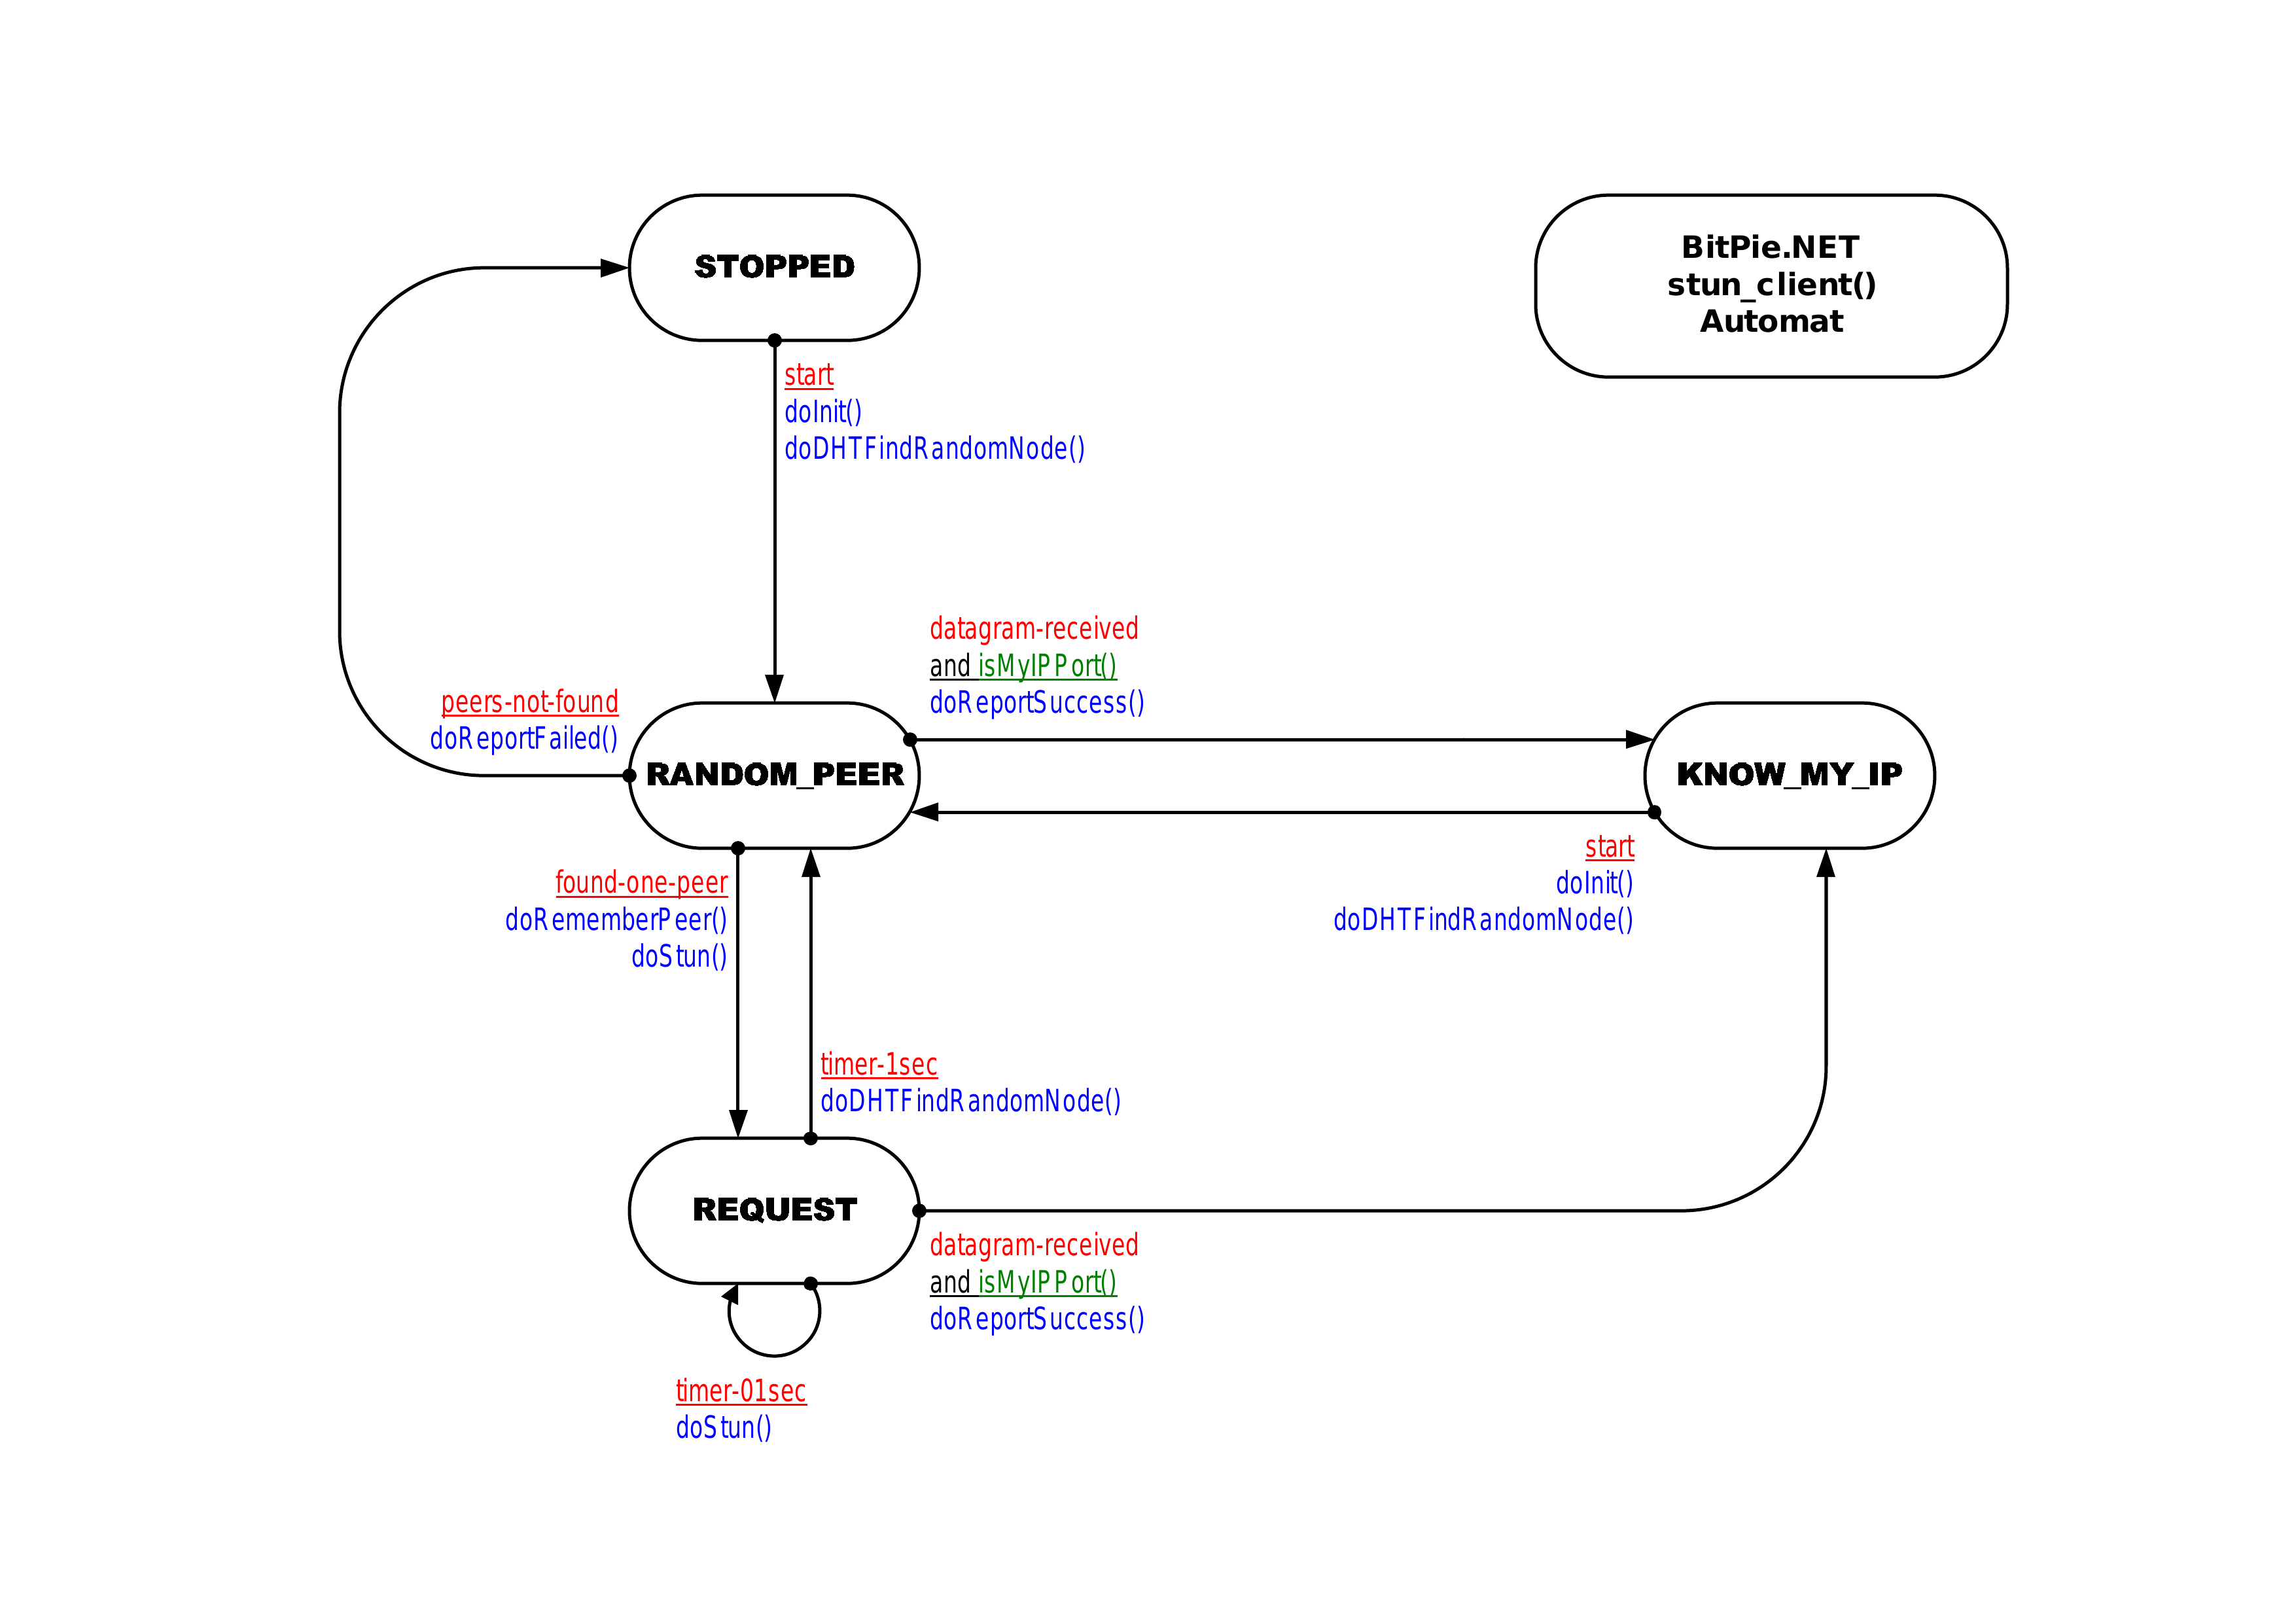 STOPPED
BitPie.NET
stun_client()
Automat
start
doInit()
doDHTFindRandomNode()
datagram-received
and isMyIPPort()
doReportSuccess()
peers-not-found
doReportFailed()
RANDOM_PEER
KNOW_MY_IP
start
doInit()
doDHTFindRandomNode()
found-one-peer
doRememberPeer()
doStun()
timer-1sec
doDHTFindRandomNode()
REQUEST
datagram-received
and isMyIPPort()
doReportSuccess()
timer-01sec
doStun()